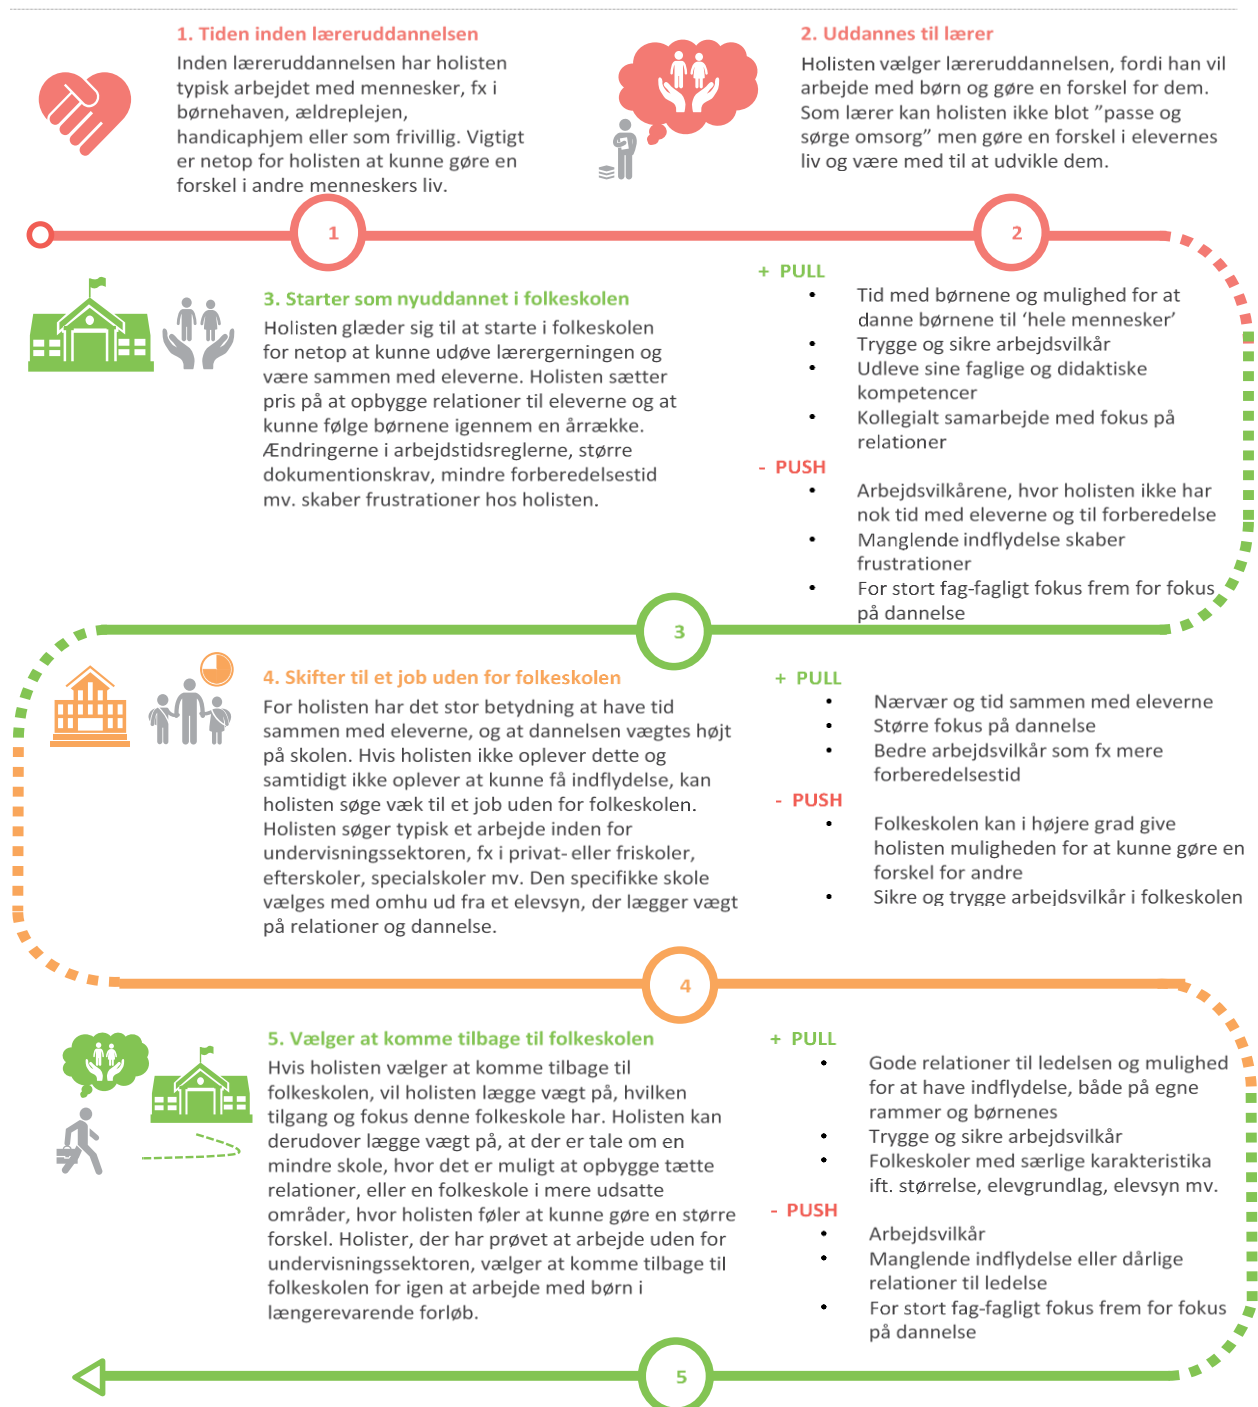 1. Tiden inden læreruddannelsen
Inden læreruddannelsen har holisten
typisk arbejdet med mennesker, fx i
børnehaven, ældreplejen,
handicaphjem eller som frivillig. Vigtigt
er netop for holisten at kunne gøre en
forskel i andre menneskers liv.
2. Uddannes til lærer
Holisten vælger læreruddannelsen, fordi han vil
arbejde med børn og gøre en forskel for dem.
Som lærer kan holisten ikke blot ”passe og
sørge omsorg” men gøre en forskel i elevernes
liv og være med til at udvikle dem.
1
2
3. Starter som nyuddannet i folkeskolen
Holisten glæder sig til at starte i folkeskolen
for netop at kunne udøve lærergerningen og
være sammen med eleverne. Holisten sætter
pris på at opbygge relationer til eleverne og at
kunne følge børnene igennem en årrække.
Ændringerne i arbejdstidsreglerne, større
dokumentionskrav, mindre forberedelsestid
mv. skaber frustrationer hos holisten.
+ PULL
• Tid med børnene og mulighed for at
danne børnene til ‘hele mennesker’
• Trygge og sikre arbejdsvilkår
• Udleve sine faglige og didaktiske
kompetencer
• Kollegialt samarbejde med fokus på
relationer
- PUSH
• Arbejdsvilkårene, hvor holisten ikke har
nok tid med eleverne og til forberedelse
• Manglende indflydelse skaber
frustrationer
• For stort fag-fagligt fokus frem for fokus
på dannelse
3
4. Skifter til et job uden for folkeskolen
For holisten har det stor betydning at have tid
sammen med eleverne, og at dannelsen vægtes højt
på skolen. Hvis holisten ikke oplever dette og
samtidigt ikke oplever at kunne få indflydelse, kan
holisten søge væk til et job uden for folkeskolen.
Holisten søger typisk et arbejde inden for
undervisningssektoren, fx i privat- eller friskoler,
efterskoler, specialskoler mv. Den specifikke skole
vælges med omhu ud fra et elevsyn, der lægger vægt
på relationer og dannelse.
+ PULL
• Nærvær og tid sammen med eleverne
• Større fokus på dannelse
• Bedre arbejdsvilkår som fx mere
forberedelsestid
- PUSH
• Folkeskolen kan i højere grad give
holisten muligheden for at kunne gøre en
forskel for andre
• Sikre og trygge arbejdsvilkår i folkeskolen
4
5. Vælger at komme tilbage til folkeskolen
Hvis holisten vælger at komme tilbage til
folkeskolen, vil holisten lægge vægt på, hvilken
tilgang og fokus denne folkeskole har. Holisten kan
derudover lægge vægt på, at der er tale om en
mindre skole, hvor det er muligt at opbygge tætte
relationer, eller en folkeskole i mere udsatte
områder, hvor holisten føler at kunne gøre en større
forskel. Holister, der har prøvet at arbejde uden for
undervisningssektoren, vælger at komme tilbage til
folkeskolen for igen at arbejde med børn i
længerevarende forløb.
+ PULL
• Gode relationer til ledelsen og mulighed
for at have indflydelse, både på egne
rammer og børnenes
• Trygge og sikre arbejdsvilkår
• Folkeskoler med særlige karakteristika
ift. størrelse, elevgrundlag, elevsyn mv.
- PUSH
• Arbejdsvilkår
• Manglende indflydelse eller dårlige
relationer til ledelse
• For stort fag-fagligt fokus frem for fokus
på dannelse
5